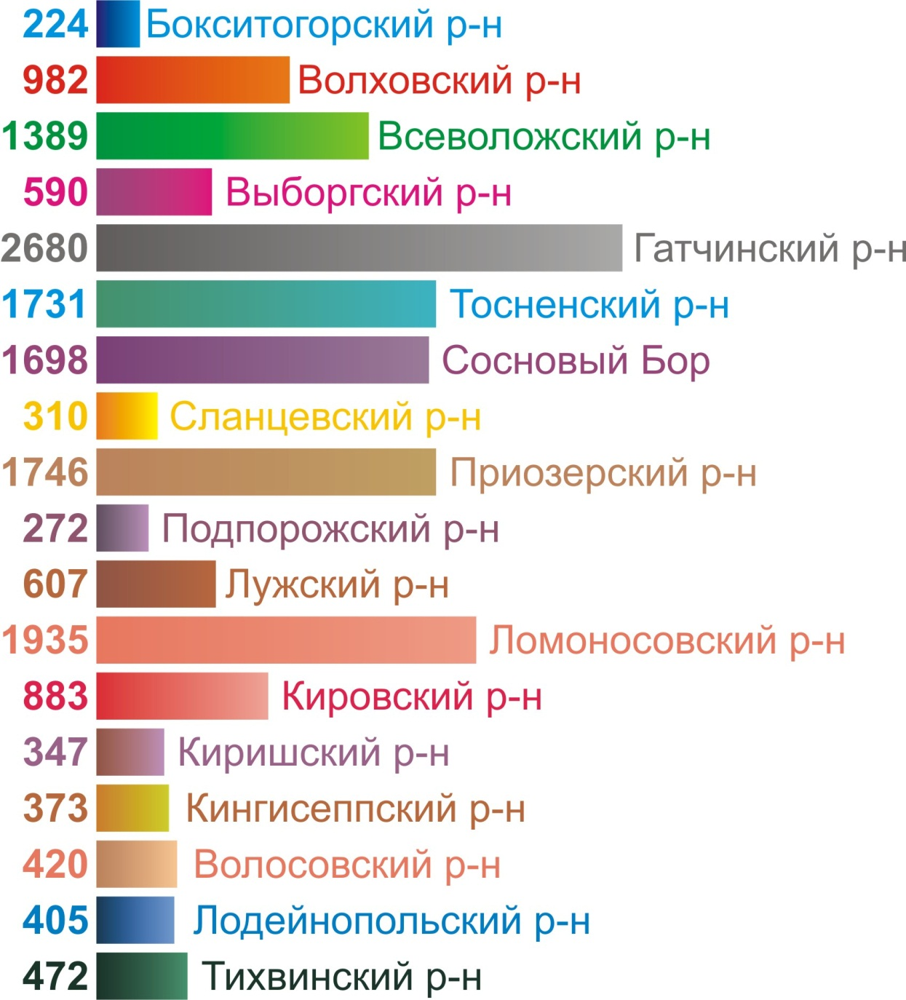 224 Бокситогорский р-н
982 Волховский р-н
1389 Всеволожский р-н
590 Выборгский р-н
2680 Гатчинский р-н
1731 Тосненский р-н
1698 Сосновый Бор
310 Сланцевский р-н
1746 Приозерский р-н
272 Подпорожский р-н
607 Лужский р-н
1935 Ломоносовский р-н
883 Кировский р-н
347 Киришский р-н
373 Кингисеппский р-н
420 Волосовский р-н
405 Лодейнопольский р-н
472 Тихвинский р-н